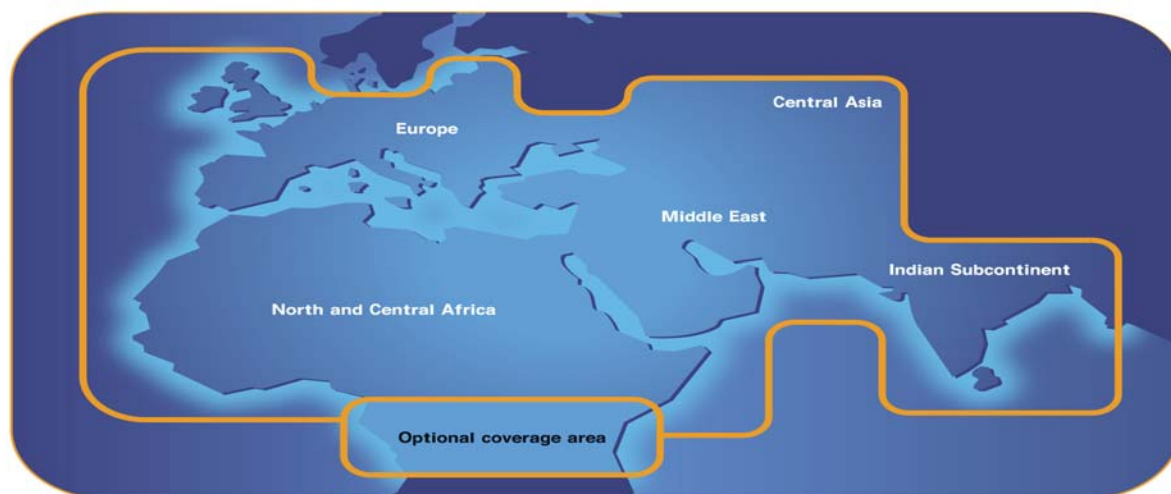 Central Asia
Europe
Middle East
Indian Subcontinent
North and Central Africa
Optional coverage area